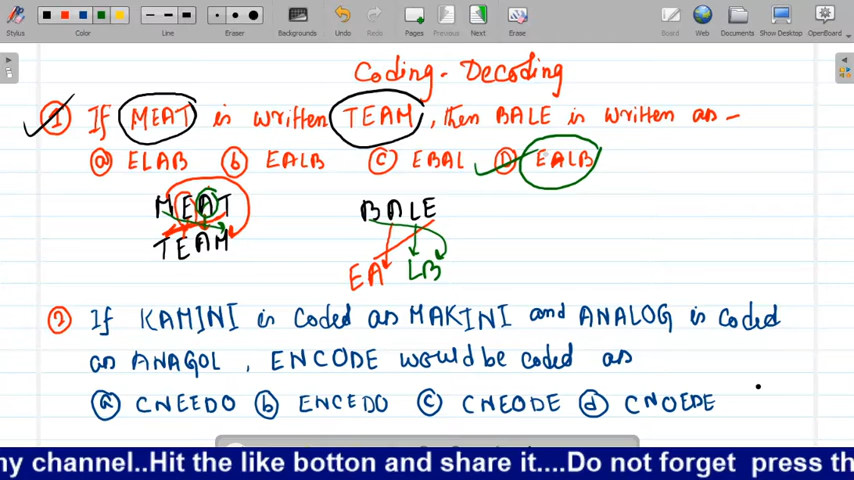 Stylus Color Line Eraser Backgrounds Undo Redo Pages Previous Next Erase Board Web Documents Show Desktop OpenBoard
Coding-Decoding
① If MEAT is written TEAM, then BALE is written as -
ⓐ ELAB ⓑ EALB ⓒ EBAL Ⓓ EALB
MEAT BALE
TEAM EA LB
② If KAMINI is coded as MAKINI and ANALOG is coded
as ANAGOL, ENCODE would be coded as
ⓐ CNEEDO ⓑ ENCEDO ⓒ CNEODE ⓓ CNOEDE
ny channel..Hit the like botton and share it....Do not forget press th